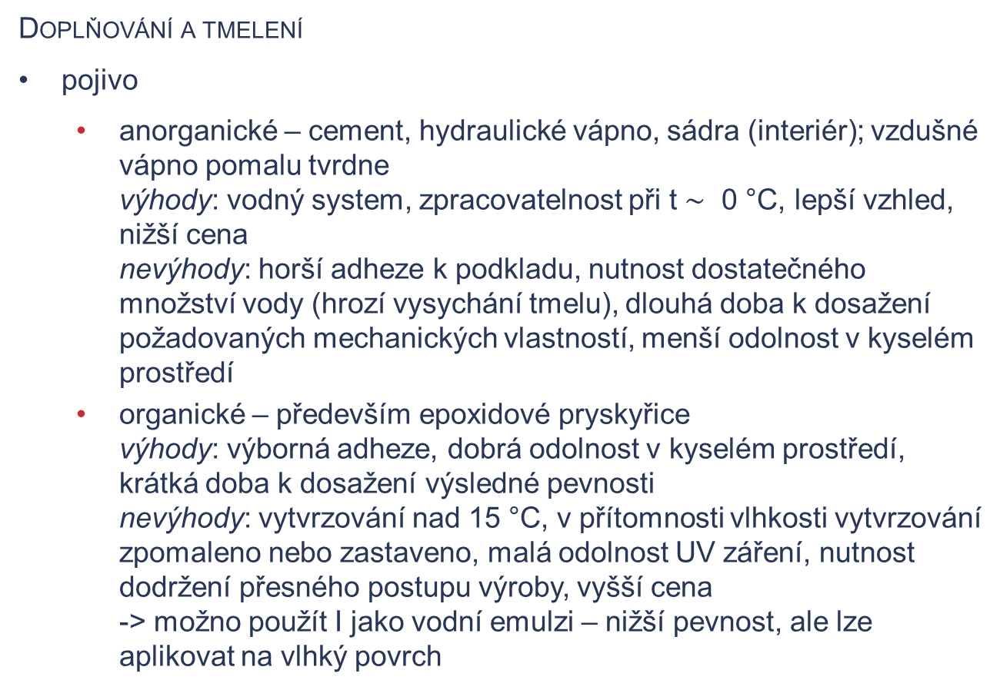 DOPLŇOVÁNÍ A TMELENÍ
• pojivo
• anorganické – cement, hydraulické vápno, sádra (interiér); vzdušné
vápno pomalu tvrdne
výhody: vodný system, zpracovatelnost při t ~ 0 °C, lepší vzhled,
nižší cena
nevýhody: horší adheze k podkladu, nutnost dostatečného
množství vody (hrozí vysychání tmelu), dlouhá doba k dosažení
požadovaných mechanických vlastností, menší odolnost v kyselém
prostředí
• organické – především epoxidové pryskyřice
výhody: výborná adheze, dobrá odolnost v kyselém prostředí,
krátká doba k dosažení výsledné pevnosti
nevýhody: vytvrzování nad 15 °C, v přítomnosti vlhkosti vytvrzování
zpomaleno nebo zastaveno, malá odolnost UV záření, nutnost
dodržení přesného postupu výroby, vyšší cena
-> možno použít I jako vodní emulzi – nižší pevnost, ale lze
aplikovat na vlhký povrch